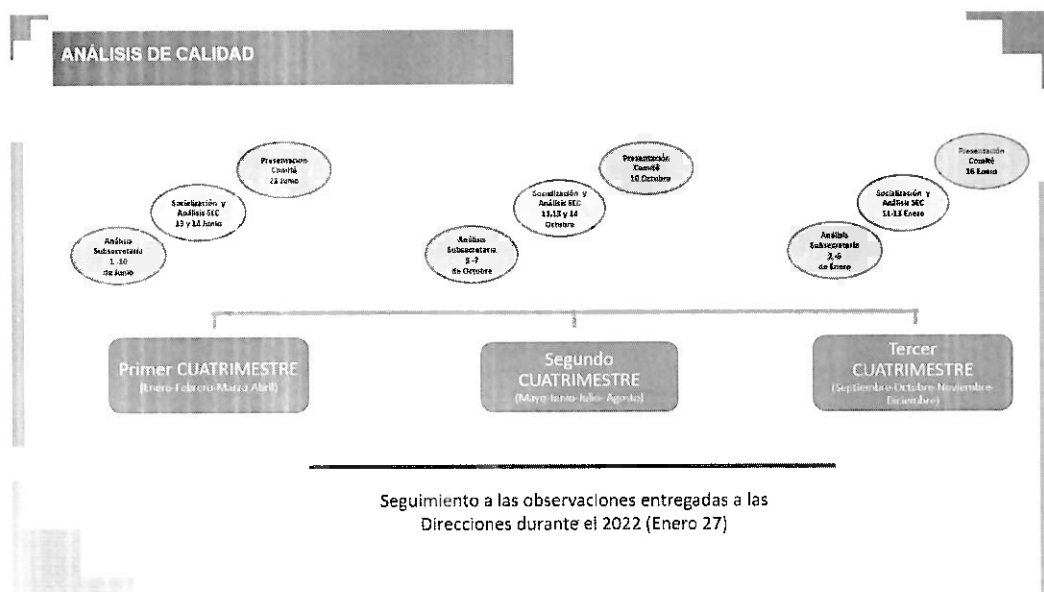 ANÁLISIS DE CALIDAD
Presentación
Comité
23 Junio
Socialización y
Análisis SEC
13 y 14 Junio
Análisis
Subsecretaría
1 -10
de Junio
Presentación
Comité
10 Octubre
Socialización y
Análisis SEC
y 14
Octubre
Análisis
Subsecretaría
-7
de Octubre
Presentación
Comité
16 Enero
Socialización y
Análisis SEC
11-13 Enero
Análisis
Subsecretaría
de Enero
Primer CUATRIMESTRE
(Enero-Febrero-Marzo Abril)
Segundo
CUATRIMESTRE
(Mayo-Junio-Julio- Agosto)
Tercer
CUATRIMESTRE
(Septiembre-Octubre-Noviembre-
Diciembre)
Seguimiento a las observaciones entregadas a las
Direcciones durante el 2022 (Enero 27)